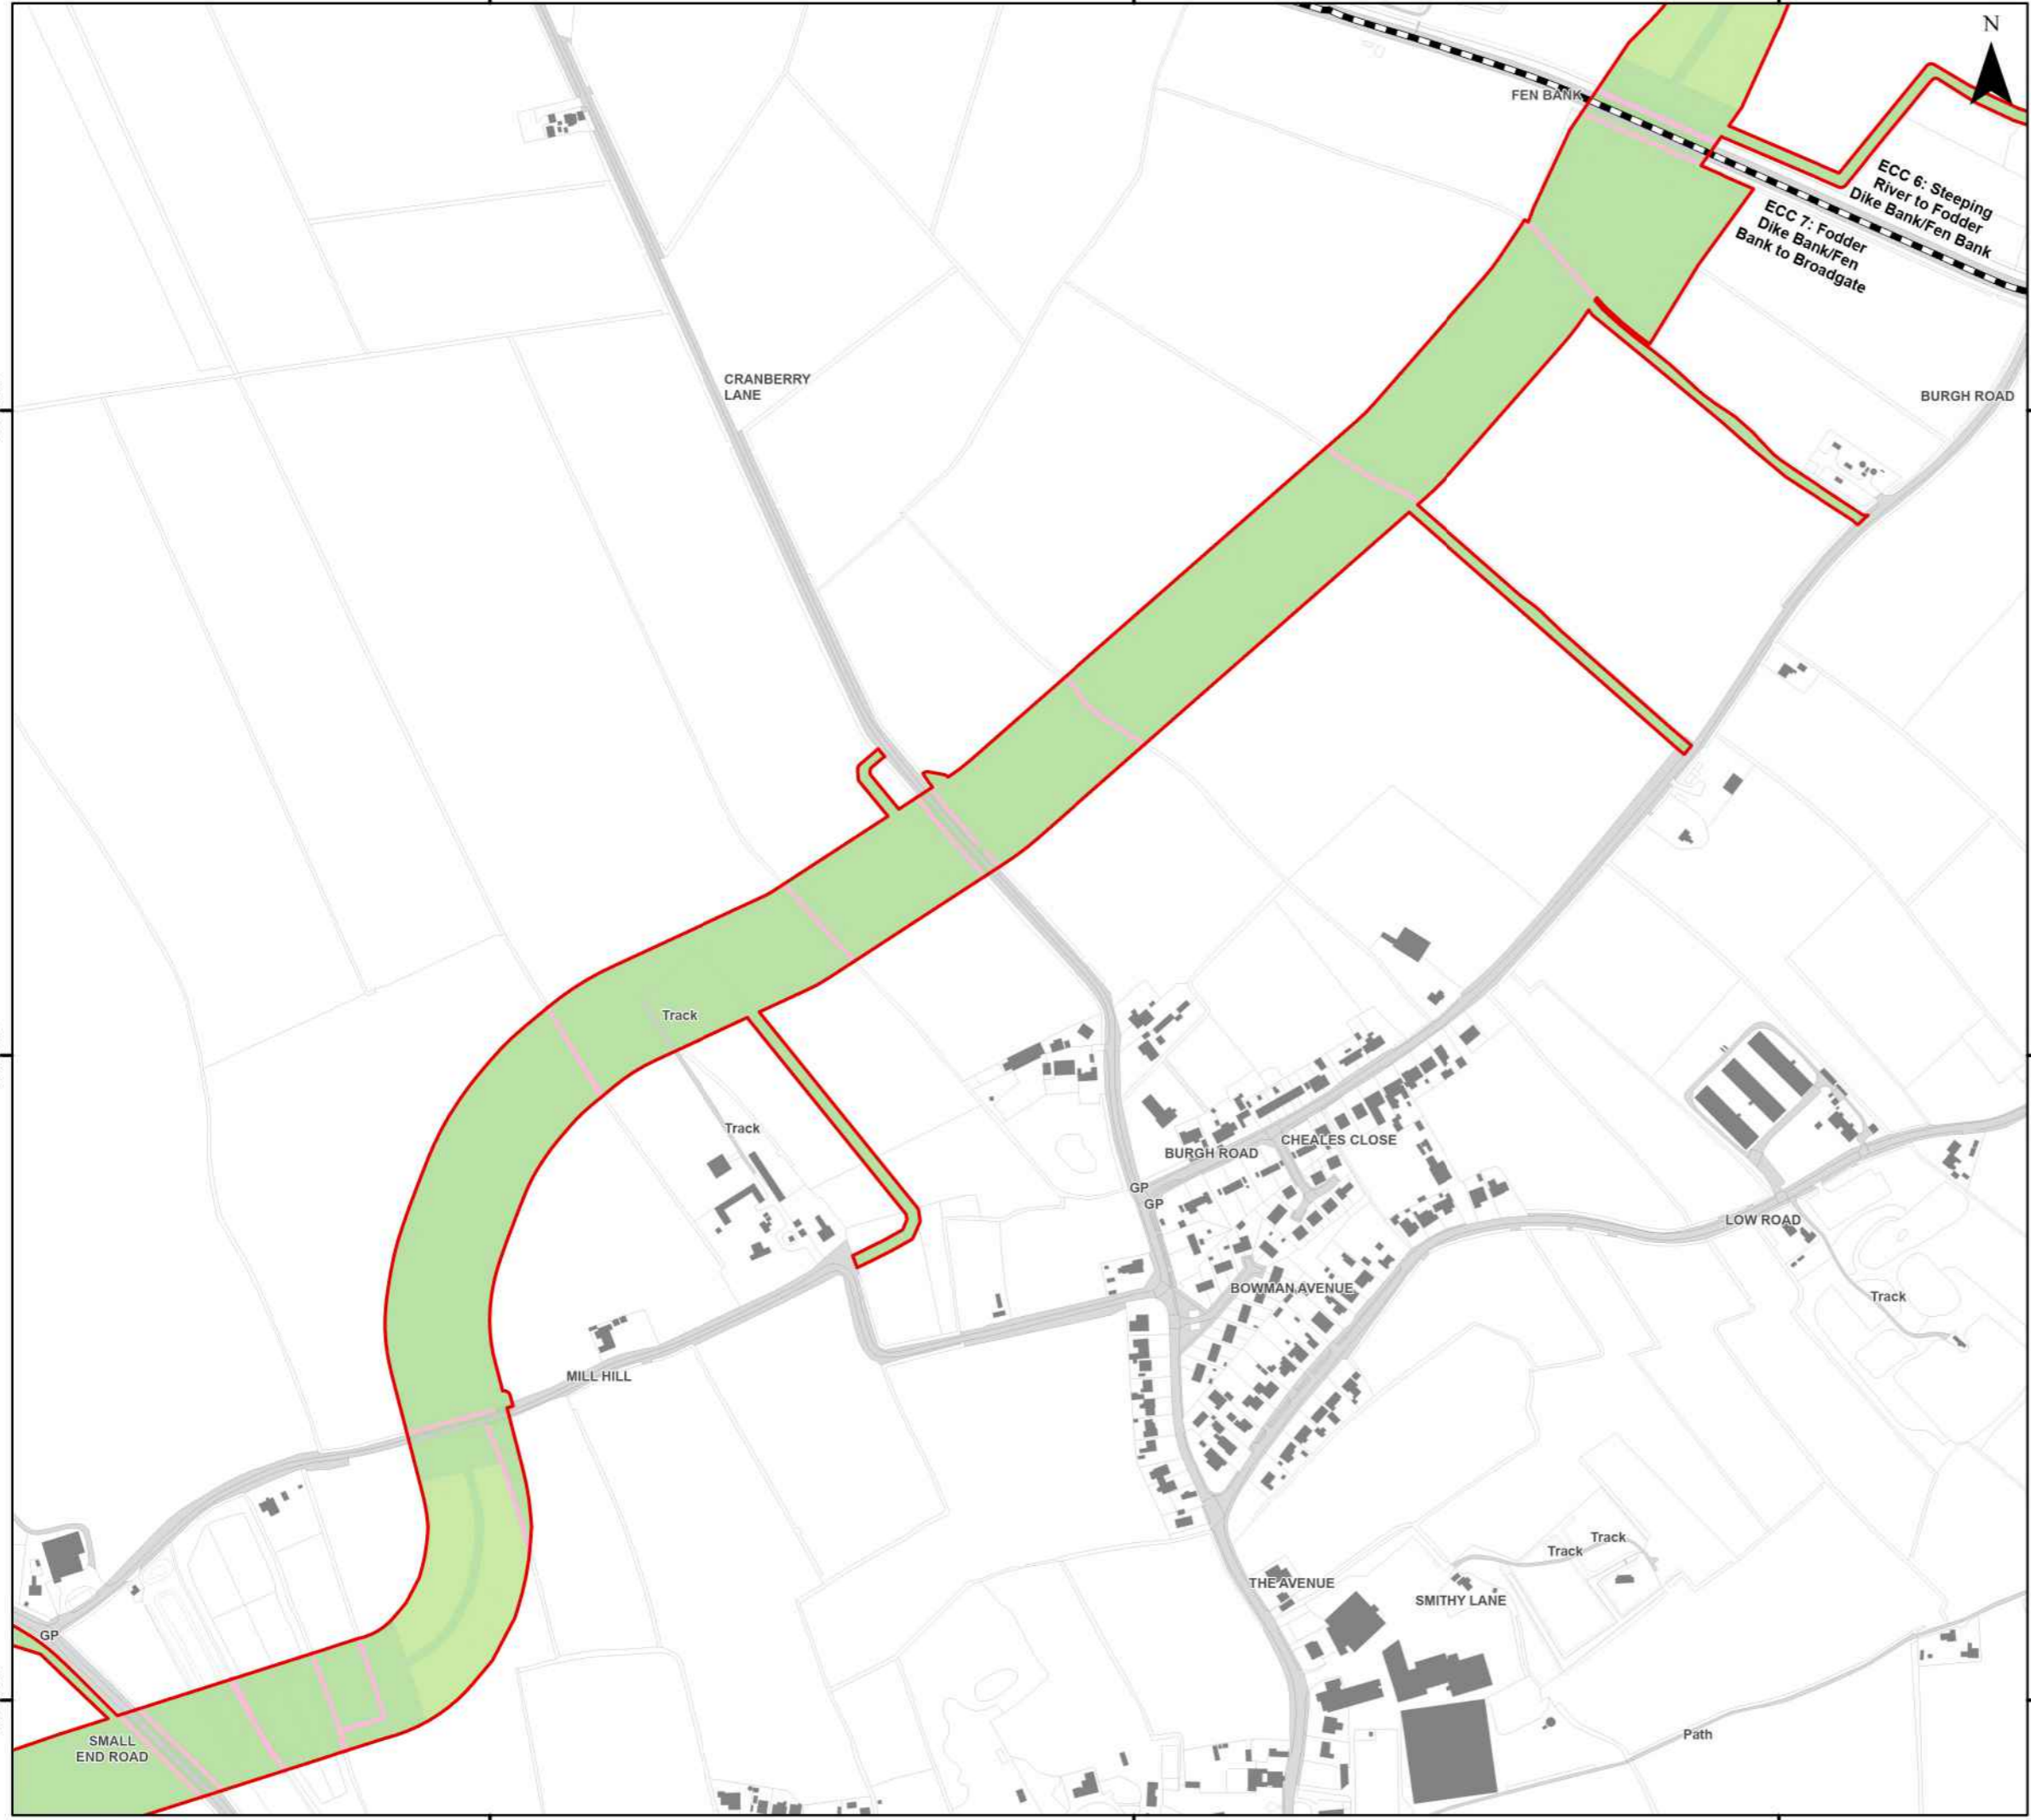 N
FEN BANK
ECC 6: Steeping
River to Fodder
Dike Bank/Fen Bank
ECC 7: Fodder
Dike Bank/Fen
Bank to Broadgate
CRANBERRY
LANE
BURGH ROAD
Track
Track
CHEALES CLOSE
BURGH ROAD
GP
GP
LOW ROAD
BOWMAN AVENUE
Track
MILL HILL
Track
Track
THE AVENUE
SMITHY LANE
GP
SMALL
END ROAD
Path